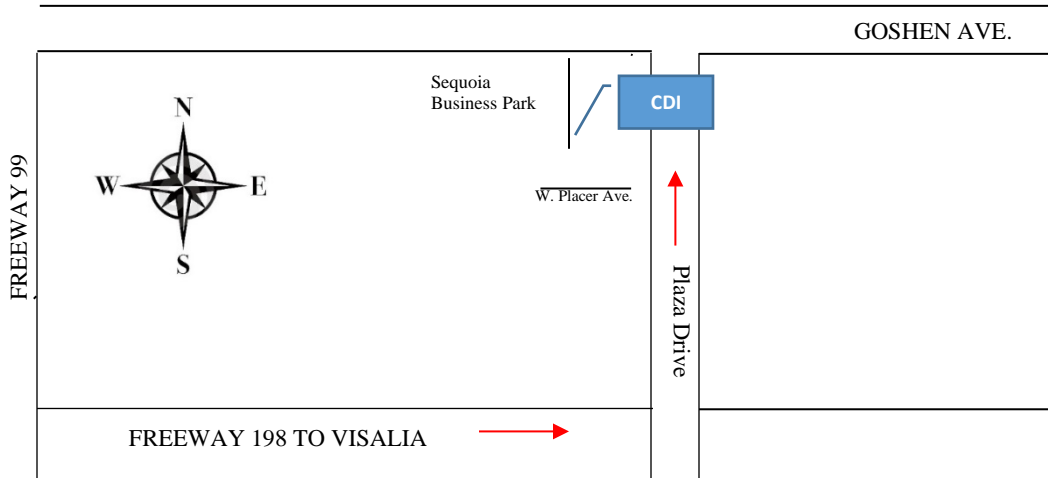 GOSHEN AVE.
Sequoia
Business Park
CDI
N
W
E
S
W. Placer Ave.
FREEWAY 99
Plaza Drive
FREEWAY 198 TO VISALIA